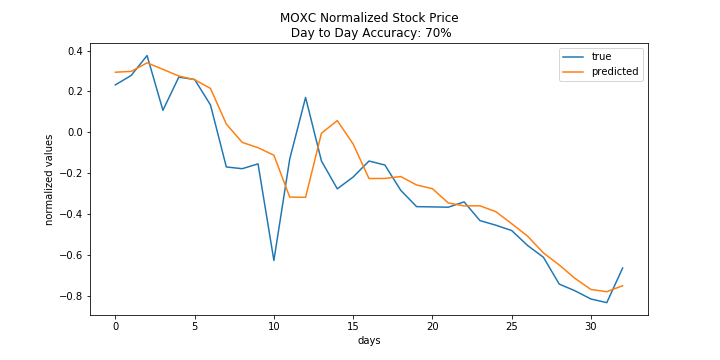 MOXC Normalized Stock Price
Day to Day Accuracy: 70%
true
predicted
normalized values
0.4
0.2
0.0
−0.2
−0.4
−0.6
−0.8
0 5 10 15 20 25 30
days